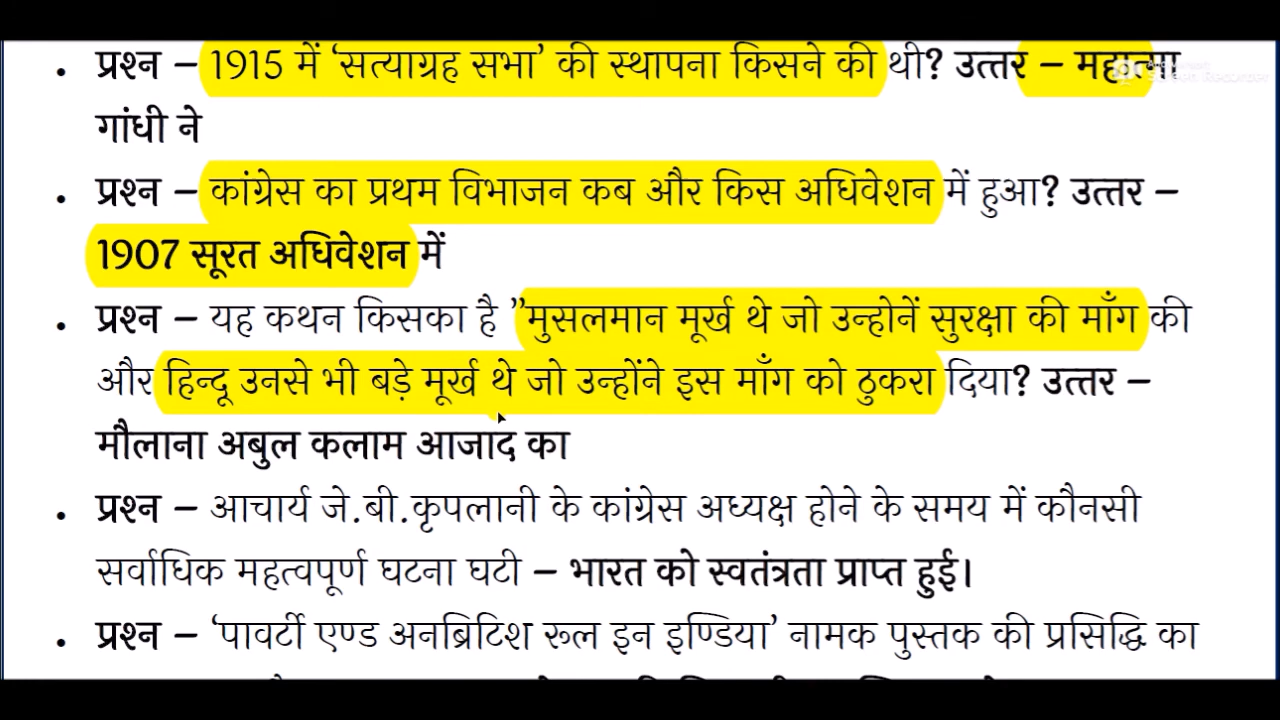 • प्रश्न – 1915 में ‘सत्याग्रह सभा’ की स्थापना किसने की थी? उत्तर – महात्मा
गांधी ने
• प्रश्न – कांग्रेस का प्रथम विभाजन कब और किस अधिवेशन में हुआ? उत्तर –
1907 सूरत अधिवेशन में
• प्रश्न – यह कथन किसका है ”मुसलमान मूर्ख थे जो उन्होनें सुरक्षा की माँग की
और हिन्दू उनसे भी बड़े मूर्ख थे जो उन्होंने इस माँग को ठुकरा दिया? उत्तर –
मौलाना अबुल कलाम आजाद का
• प्रश्न – आचार्य जे.बी.कृपलानी के कांग्रेस अध्यक्ष होने के समय में कौनसी
सर्वाधिक महत्वपूर्ण घटना घटी – भारत को स्वतंत्रता प्राप्त हुई।
• प्रश्न – ‘पावर्टी एण्ड अनब्रिटिश रूल इन इण्डिया’ नामक पुस्तक की प्रसिद्धि का
Screen Recorder